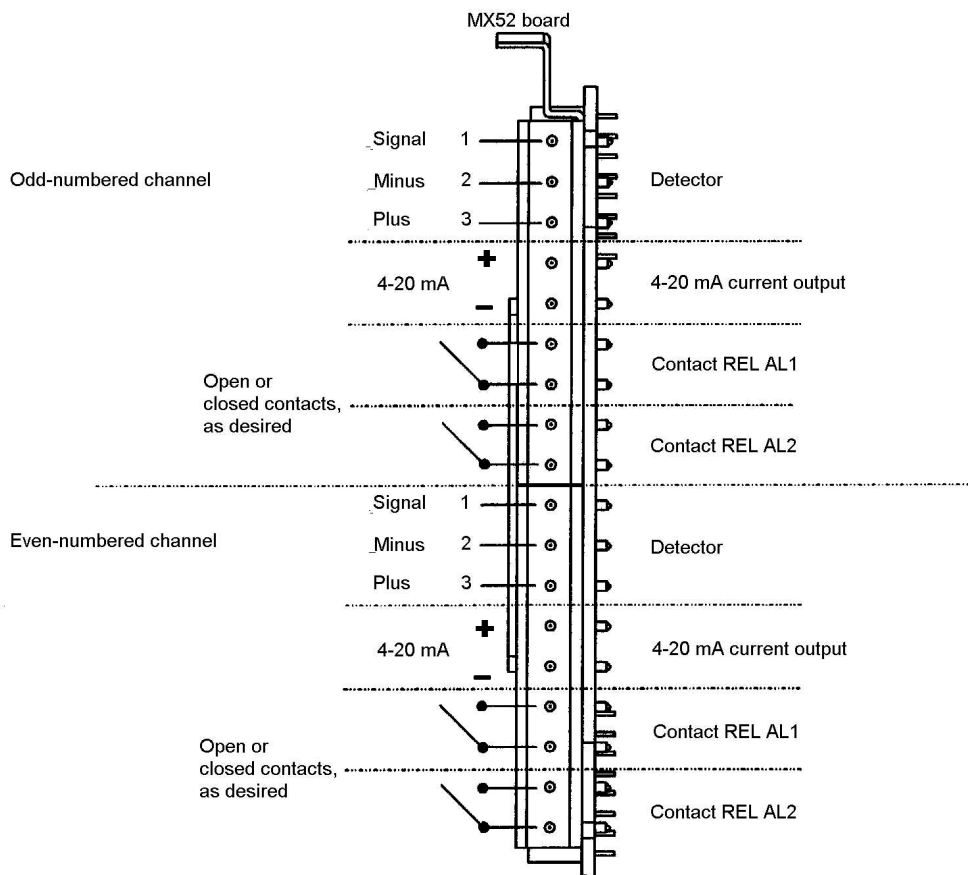 MX52 board
Signal 1
Odd-numbered channel
_Minus 2
Detector
Plus 3
+
4-20 mA
4-20 mA current output
–
Contact REL AL1
Open or
closed contacts,
as desired
Contact REL AL2
_Signal 1
Even-numbered channel
_Minus 2
Detector
Plus 3
+
4-20 mA
4-20 mA current output
–
Contact REL AL1
Open or
closed contacts,
as desired
Contact REL AL2